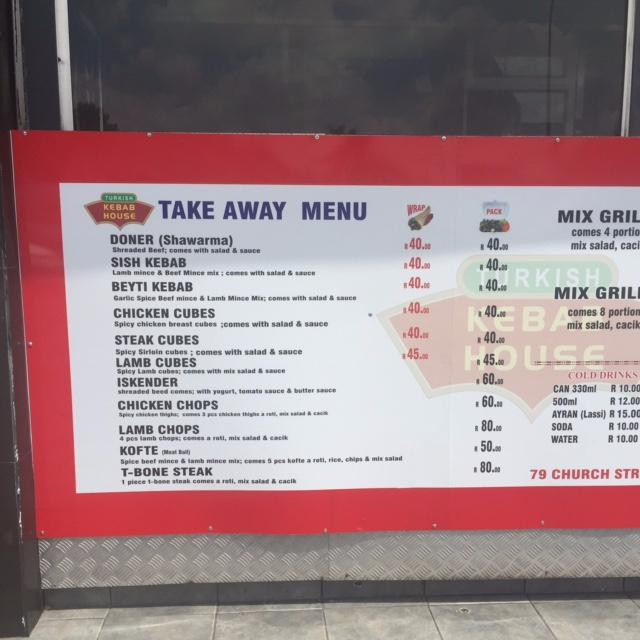 TURKISH
KEBAB
HOUSE
TAKE AWAY MENU
WRAP
PACK
MIX GRIL
comes 4 portio
mix salad, caci
DONER (Shawarma)
Shreaded Beef; comes with salad & sauce
R 40.00 R 40.00
SISH KEBAB
Lamb mince & Beef Mince mix ; comes with salad & sauce
R 40.00 R 40.00
BEYTI KEBAB
Garlic Spice Beef mince & Lamb Mince Mix; comes with salad & sauce
R 40.00 R 40.00
CHICKEN CUBES
Spicy chicken breast cubes ;comes with salad & sauce
R 40.00 R 40.00
STEAK CUBES
Spicy Sirloin cubes ; comes with salad & sauce
R 40.00 R 40.00
LAMB CUBES
Spicy Lamb cubes; comes with mix salad & sauce
R 45.00 R 45.00
ISKENDER
shreaded beed comes; with yogurt, tomato sauce & butter sauce
R 60.00
CHICKEN CHOPS
Spicy chicken thighs; comes 3 pcs chicken thighs a roti, mix salad & cacik
R 60.00
LAMB CHOPS
4 pcs lamb chops; comes a roti, mix salad & cacik
R 80.00
KOFTE (Meat Ball)
Spice beef mince & lamb mince mix; comes 5 pcs kofte a roti, rice, chips & mix salad
R 50.00
T-BONE STEAK
1 piece t-bone steak comes a roti, mix salad & cacik
R 80.00
TURKISH
KEBAB
HOUSE
MIX GRIL
comes 8 portion
mix salad, cacik
COLD DRINKS
CAN 330ml R 10.00
500ml R 12.00
AYRAN (Lassi) R 15.00
SODA R 10.00
WATER R 10.00
79 CHURCH STR